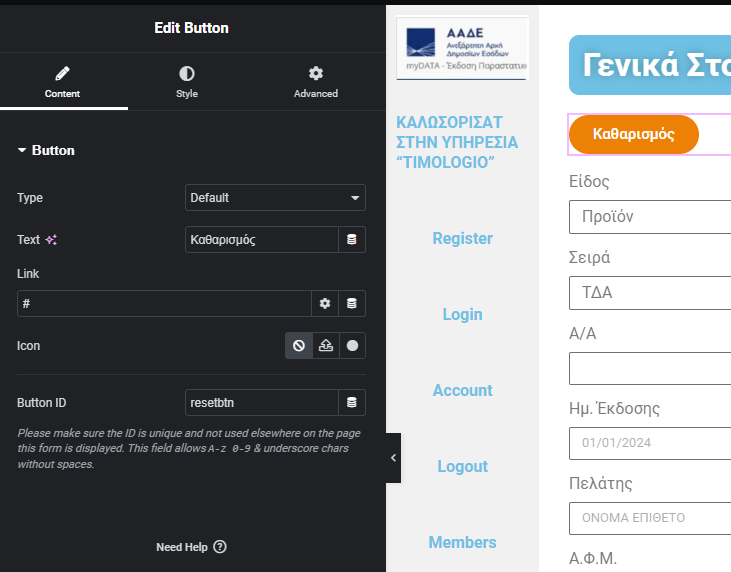 Edit Button
Content
Style
Advanced
Button
Type
Default
Text
Καθαρισμός
Link
#
Icon
Button ID
resetbtn
Please make sure the ID is unique and not used elsewhere on the page
this form is displayed. This field allows A-z 0-9 & underscore chars
without spaces.
Need Help
ΑΑΔΕ
Ανεξάρτητη Αρχή
Δημοσίων Εσόδων
myDATA - Έκδοση Παραστατικ
ΚΑΛΩΣΟΡΙΣΑΤ
ΣΤΗΝ ΥΠΗΡΕΣΙΑ
“TIMOLOGIO”
Register
Login
Account
Logout
Members
Γενικά Στο
Καθαρισμός
Είδος
Προϊόν
Σειρά
ΤΔΑ
Α/Α
Ημ. Έκδοσης
01/01/2024
Πελάτης
ΟΝΟΜΑ ΕΠΙΘΕΤΟ
Α.Φ.Μ.